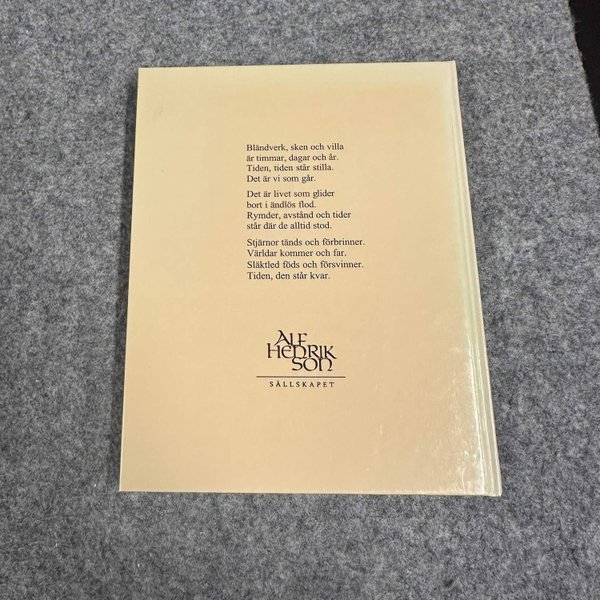 Bländverk, sken och villa
är timmar, dagar och år.
Tiden, tiden står stilla.
Det är vi som går.
Det är livet som glider
bort i ändlös flod.
Rymder, avstånd och tider
står där de alltid stod.
Stjärnor tänds och förbrinner.
Världar kommer och far.
Släktled föds och försvinner.
Tiden, den står kvar.
ALF
HENRIK
SON
SÄLLSKAPET